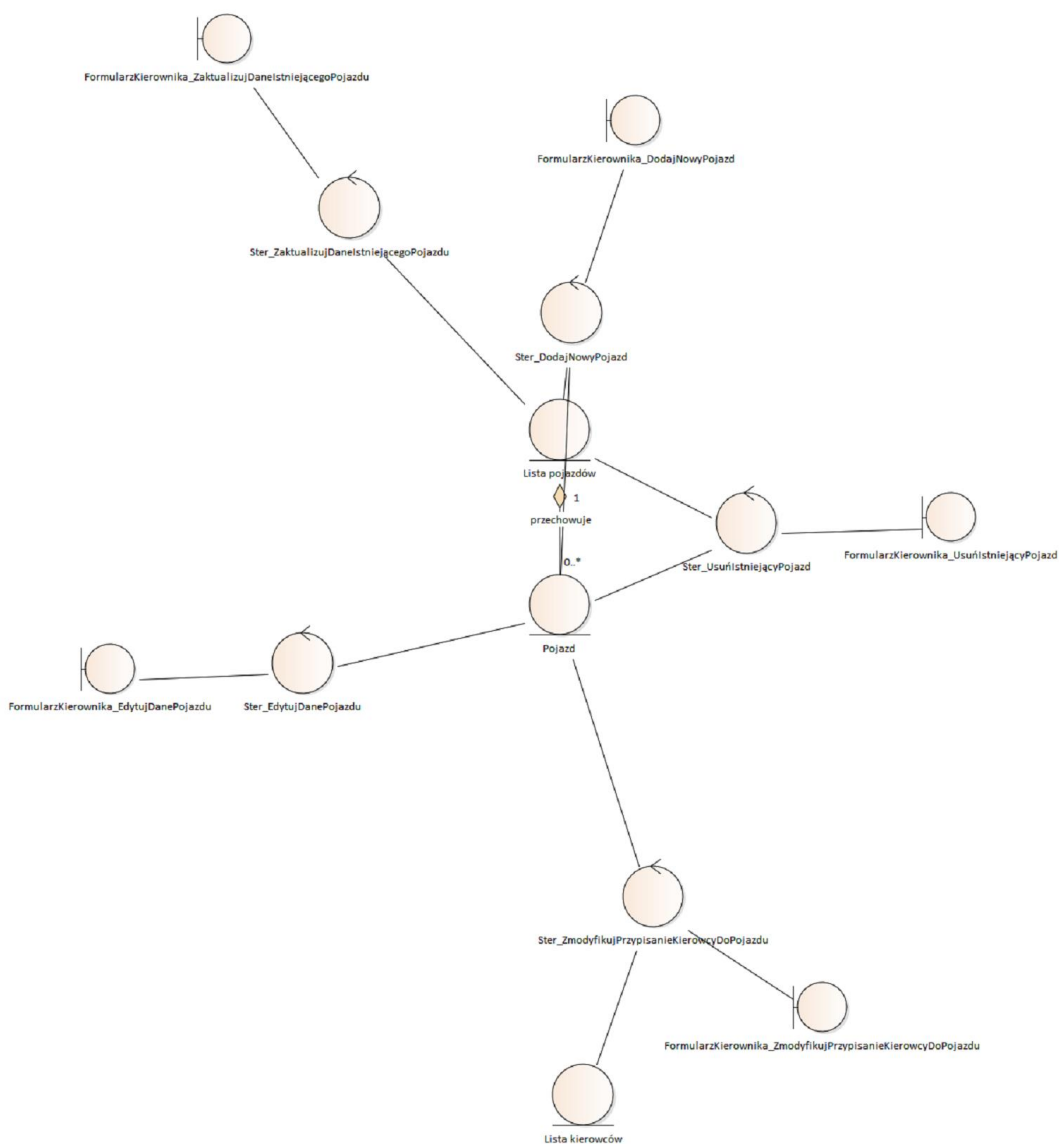 FormularzKierownika_ZaktualizujDaneIstniejącegoPojazdu
FormularzKierownika_DodajNowyPojazd
Ster_ZaktualizujDaneIstniejącegoPojazdu
Ster_DodajNowyPojazd
Lista pojazdów
1
przechowuje
FormularzKierownika_UsuńIstniejącyPojazd
Ster_UsuńIstniejącyPojazd
0..*
Pojazd
FormularzKierownika_EdytujDanePojazdu
Ster_EdytujDanePojazdu
Ster_ZmodyfikujPrzypisanieKierowcyDoPojazdu
FormularzKierownika_ZmodyfikujPrzypisanieKierowcyDoPojazdu
Lista kierowców